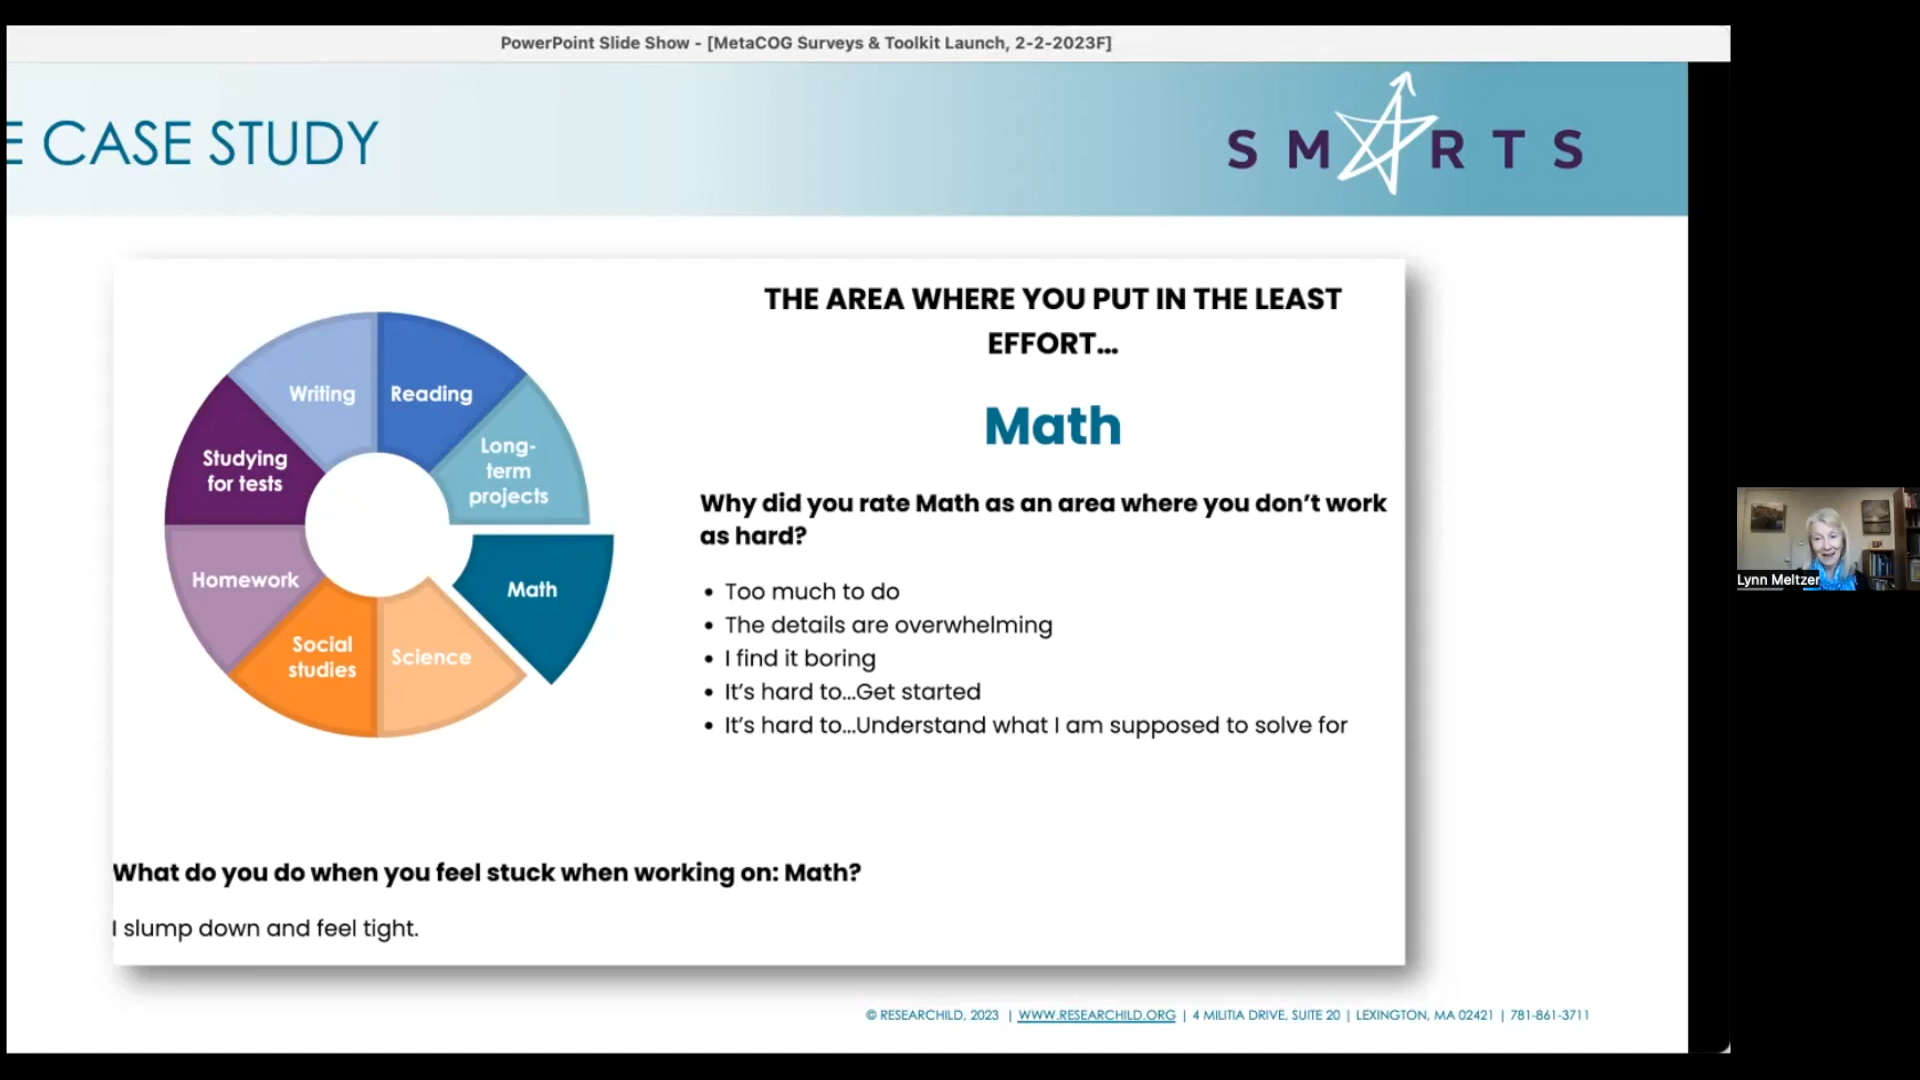 PowerPoint Slide Show - [MetaCOG Surveys & Toolkit Launch, 2-2-2023F]
E CASE STUDY
SMARTS
THE AREA WHERE YOU PUT IN THE LEAST
EFFORT...
Math
Writing
Reading
Long-
term
projects
Studying
for tests
Homework
Math
Social
studies
Science
Why did you rate Math as an area where you don't work
as hard?
• Too much to do
• The details are overwhelming
• I find it boring
• It's hard to...Get started
• It's hard to...Understand what I am supposed to solve for
What do you do when you feel stuck when working on: Math?
I slump down and feel tight.
© RESEARCHILD, 2023 | WWW.RESEARCHILD.ORG | 4 MILITIA DRIVE, SUITE 20 | LEXINGTON, MA 02421 | 781-861-3711
Lynn Meltzer